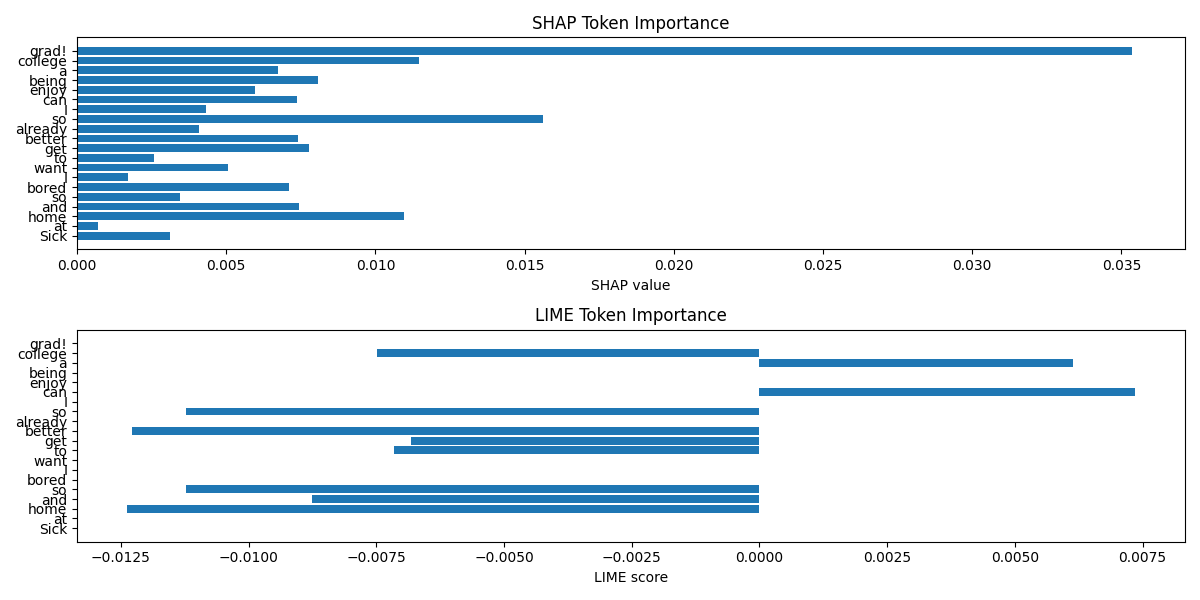 SHAP Token Importance
grad!
college
a
being
enjoy
can
I
so
already
better
get
to
want
I
bored
so
and
home
at
Sick
0.000 0.005 0.010 0.015 0.020 0.025 0.030 0.035
SHAP value
LIME Token Importance
grad!
college
a
being
enjoy
can
I
so
already
better
get
to
want
I
bored
so
and
home
at
Sick
−0.0125 −0.0100 −0.0075 −0.0050 −0.0025 0.0000 0.0025 0.0050 0.0075
LIME score